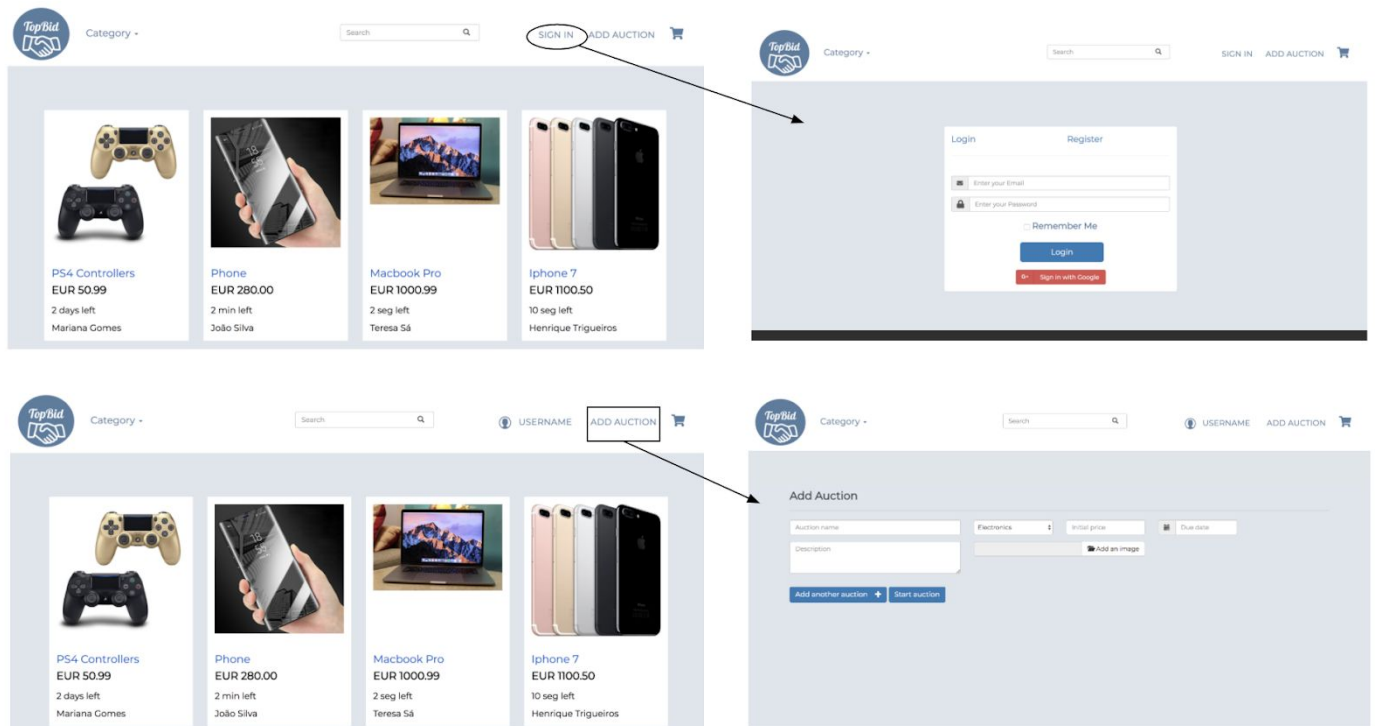 TopBid
Category
Search
SIGN IN ADD AUCTION
PS4 Controllers
EUR 50.99
2 days left
Mariana Gomes
Phone
EUR 280.00
2 min left
João Silva
Macbook Pro
EUR 1000.99
2 seg left
Teresa Sá
Iphone 7
EUR 1100.50
10 seg left
Henrique Trigueiros
TopBid
Category
Search
SIGN IN ADD AUCTION
Login Register
Enter your Email
Enter your Password
Remember Me
Login
G+ Sign in with Google
TopBid
Category
Search
USERNAME ADD AUCTION
PS4 Controllers
EUR 50.99
2 days left
Mariana Gomes
Phone
EUR 280.00
2 min left
João Silva
Macbook Pro
EUR 1000.99
2 seg left
Teresa Sá
Iphone 7
EUR 1100.50
10 seg left
Henrique Trigueiros
TopBid
Category
Search
USERNAME ADD AUCTION
Add Auction
Auction name Electronics Initial price Due date
Description Add an image
Add another auction + Start auction